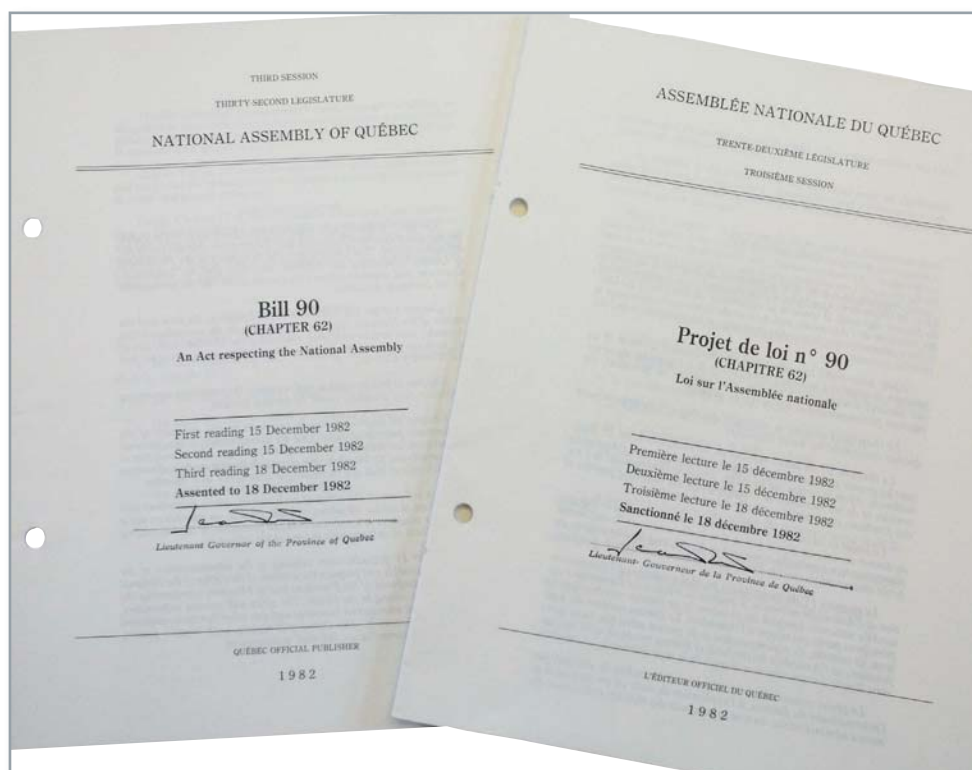 THIRD SESSION
THIRTY-SECOND LEGISLATURE
NATIONAL ASSEMBLY OF QUÉBEC
Bill 90
(CHAPTER 62)
An Act respecting the National Assembly
First reading 15 December 1982
Second reading 15 December 1982
Third reading 18 December 1982
Assented to 18 December 1982
Lieutenant Governor of the Province of Quebec
QUÉBEC OFFICIAL PUBLISHER
1982
ASSEMBLÉE NATIONALE DU QUÉBEC
TRENTE-DEUXIÈME LÉGISLATURE
TROISIÈME SESSION
Projet de loi n° 90
(CHAPITRE 62)
Loi sur l'Assemblée nationale
Première lecture le 15 décembre 1982
Deuxième lecture le 15 décembre 1982
Troisième lecture le 18 décembre 1982
Sanctionné le 18 décembre 1982
Lieutenant-Gouverneur de la Province de Québec
L'ÉDITEUR OFFICIEL DU QUÉBEC
1982